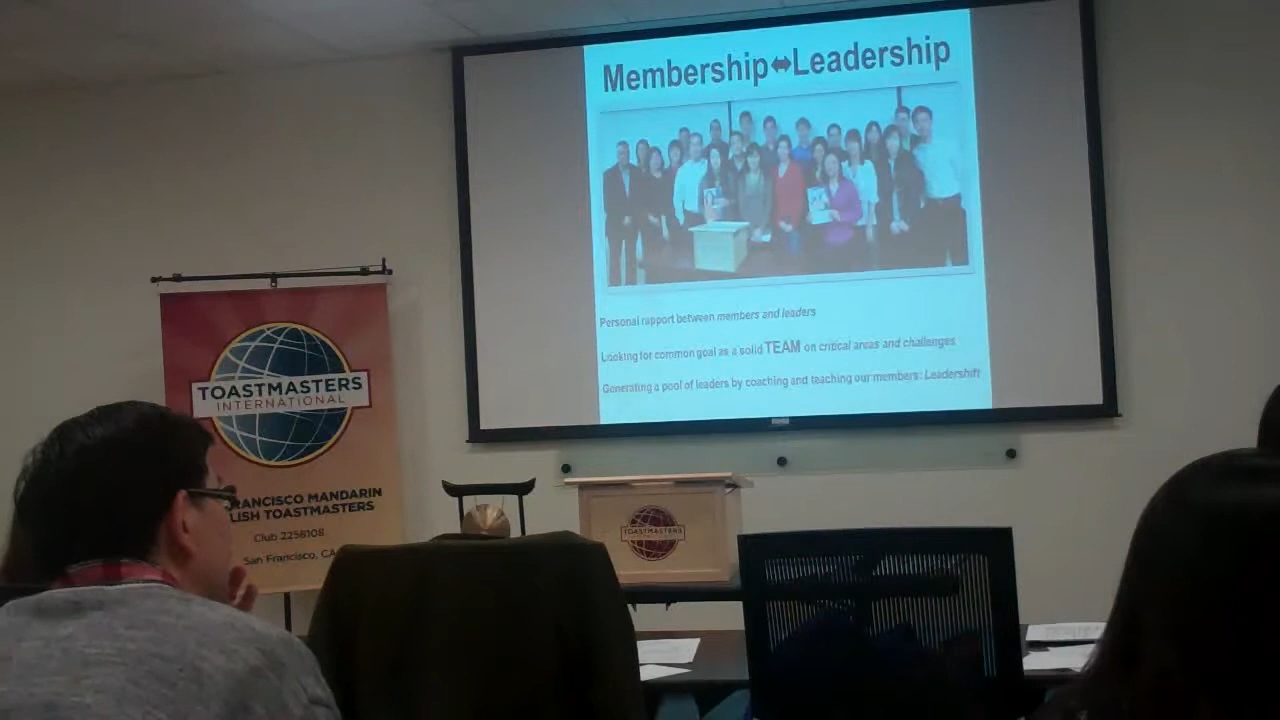 Membership⬌Leadership
Personal rapport between members and leaders
Looking for common goal as a solid TEAM on critical areas and challenges
Generating a pool of leaders by coaching and teaching our members: Leadershift
TOASTMASTERS
INTERNATIONAL
RANCISCO MANDARIN
LISH TOASTMASTERS
Club 2258108
San Francisco, CA
TOASTMASTERS